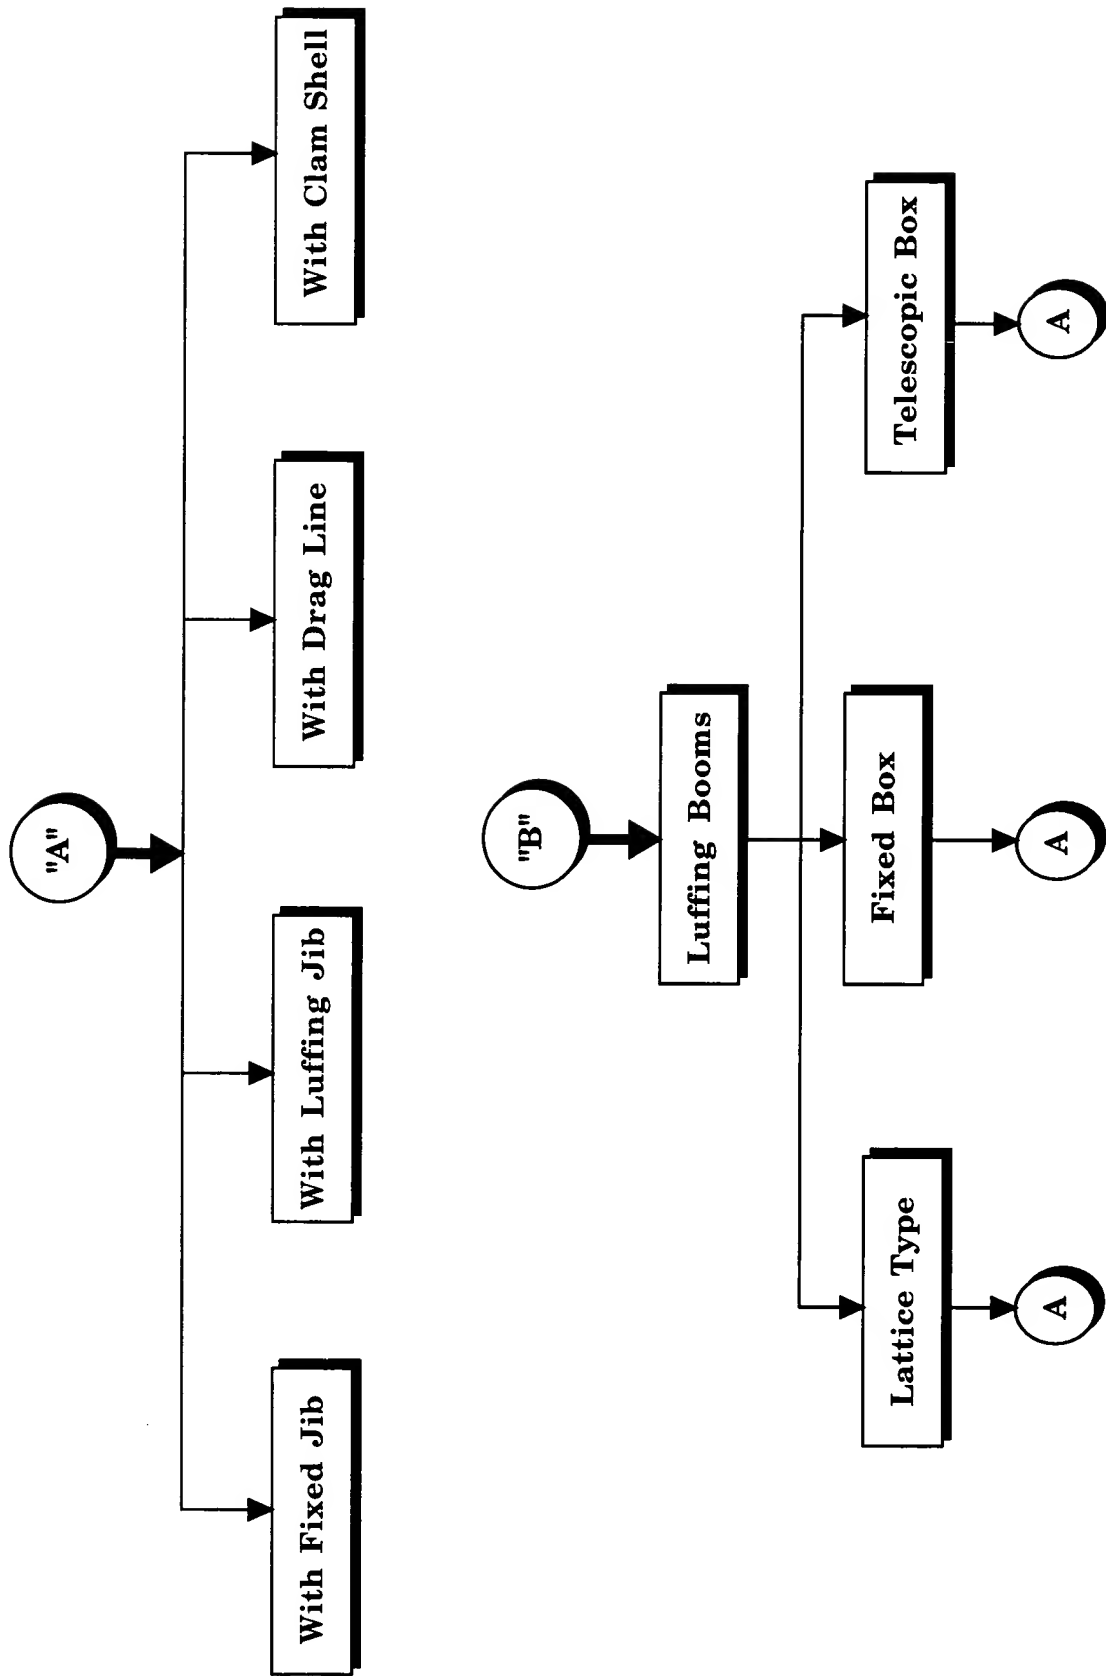 "A"
With Fixed Jib
With Luffing Jib
With Drag Line
With Clam Shell
"B"
Luffing Booms
Lattice Type
Fixed Box
Telescopic Box
A
A
A